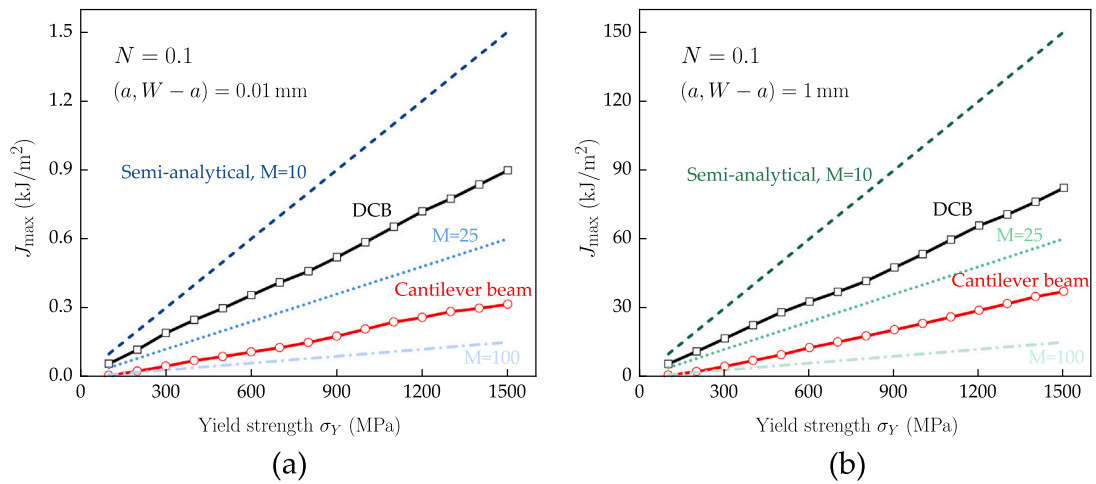 1.5
1.2
0.9
0.6
0.3
0.0
J_max (kJ/m²)
N = 0.1
(a, W − a) = 0.01 mm
Semi-analytical, M=10
DCB
M=25
Cantilever beam
M=100
0 300 600 900 1200 1500
Yield strength σ_Y (MPa)
(a)
150
120
90
60
30
0
J_max (kJ/m²)
N = 0.1
(a, W − a) = 1 mm
Semi-analytical, M=10
DCB
M=25
Cantilever beam
M=100
0 300 600 900 1200 1500
Yield strength σ_Y (MPa)
(b)